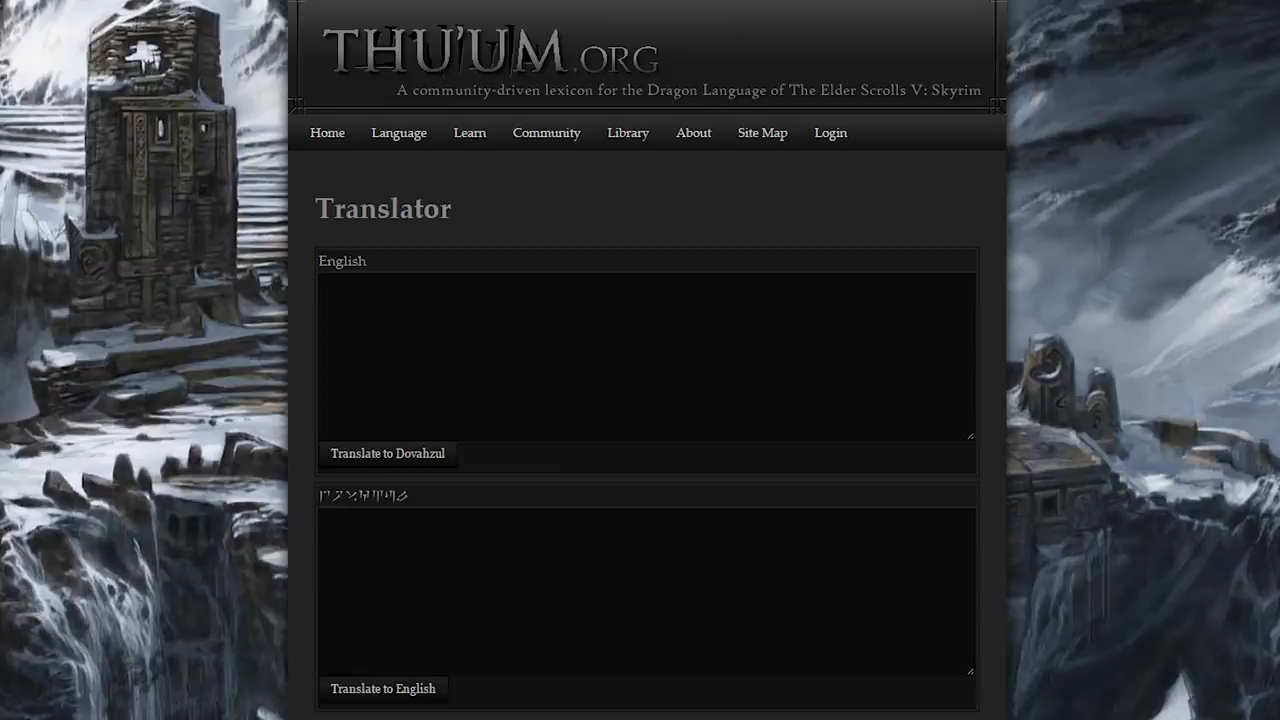 THU'UM.ORG
A community-driven lexicon for the Dragon Language of The Elder Scrolls V: Skyrim
Home Language Learn Community Library About Site Map Login
Translator
English
Translate to Dovahzul
Translate to English